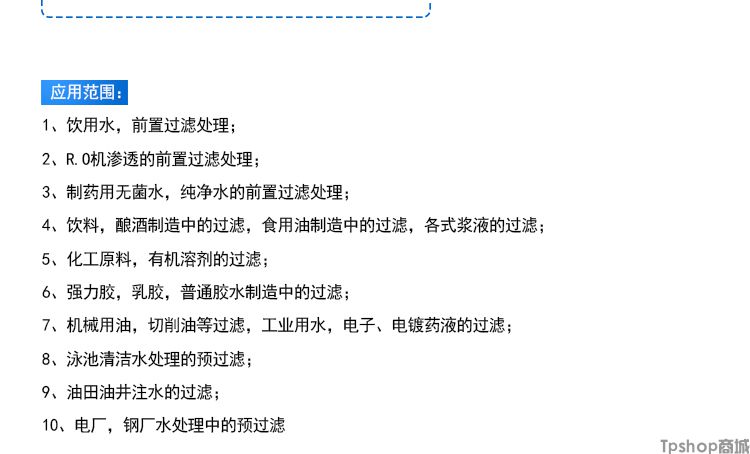 应用范围:
1、饮用水，前置过滤处理;
2、R.O机渗透的前置过滤处理;
3、制药用无菌水，纯净水的前置过滤处理;
4、饮料，酿酒制造中的过滤，食用油制造中的过滤，各式浆液的过滤;
5、化工原料，有机溶剂的过滤;
6、强力胶，乳胶，普通胶水制造中的过滤;
7、机械用油，切削油等过滤，工业用水，电子、电镀药液的过滤;
8、泳池清洁水处理的预过滤;
9、油田油井注水的过滤;
10、电厂，钢厂水处理中的预过滤
Tpshop商城